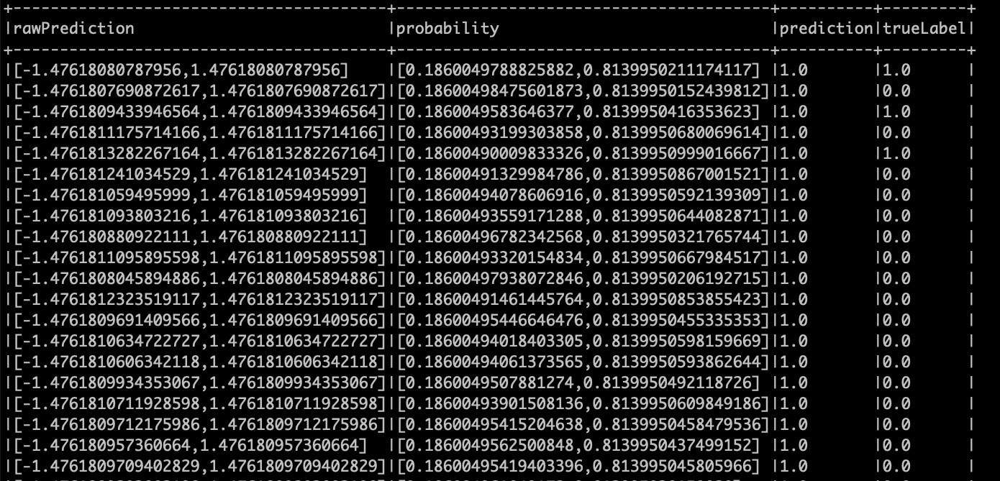 +----------------------------------------+----------------------------------------+----------+---------+
|rawPrediction                           |probability                             |prediction|trueLabel|
+----------------------------------------+----------------------------------------+----------+---------+
|[-1.47618080787956,1.47618080787956]    |[0.1860049788825882,0.8139950211174117] |1.0       |1.0      |
|[-1.4761807690872617,1.4761807690872617]|[0.18600498475601873,0.8139950152439812]|1.0       |0.0      |
|[-1.4761809433946564,1.4761809433946564]|[0.1860049583646377,0.8139950416353623] |1.0       |1.0      |
|[-1.4761811175714166,1.4761811175714166]|[0.18600493199303858,0.8139950680069614]|1.0       |0.0      |
|[-1.4761813282267164,1.4761813282267164]|[0.18600490009833326,0.8139950999016667]|1.0       |1.0      |
|[-1.476181241034529,1.476181241034529]  |[0.18600491329984786,0.8139950867001521]|1.0       |0.0      |
|[-1.476181059495999,1.476181059495999]  |[0.18600494078606916,0.8139950592139309]|1.0       |0.0      |
|[-1.476181093803216,1.476181093803216]  |[0.18600493559171288,0.8139950644082871]|1.0       |0.0      |
|[-1.476180880922111,1.476180880922111]  |[0.18600496782342568,0.8139950321765744]|1.0       |0.0      |
|[-1.4761811095895598,1.4761811095895598]|[0.18600493320154834,0.8139950667984517]|1.0       |0.0      |
|[-1.4761808045894886,1.4761808045894886]|[0.18600497938072846,0.8139950206192715]|1.0       |0.0      |
|[-1.4761812323519117,1.4761812323519117]|[0.18600491461445764,0.8139950853855423]|1.0       |0.0      |
|[-1.4761809691409566,1.4761809691409566]|[0.18600495446646476,0.8139950455335353]|1.0       |0.0      |
|[-1.4761810634722727,1.4761810634722727]|[0.18600494018403305,0.8139950598159669]|1.0       |0.0      |
|[-1.4761810606342118,1.4761810606342118]|[0.18600494061373565,0.8139950593862644]|1.0       |0.0      |
|[-1.4761809934353067,1.4761809934353067]|[0.1860049507881274,0.8139950492118726] |1.0       |0.0      |
|[-1.4761810711928598,1.4761810711928598]|[0.18600493901508136,0.8139950609849186]|1.0       |0.0      |
|[-1.4761809712175986,1.4761809712175986]|[0.18600495415204638,0.8139950458479536]|1.0       |0.0      |
|[-1.476180957360664,1.476180957360664]  |[0.1860049562500848,0.8139950437499152] |1.0       |0.0      |
|[-1.4761809709402829,1.4761809709402829]|[0.18600495419403396,0.813995045805966] |1.0       |0.0      |